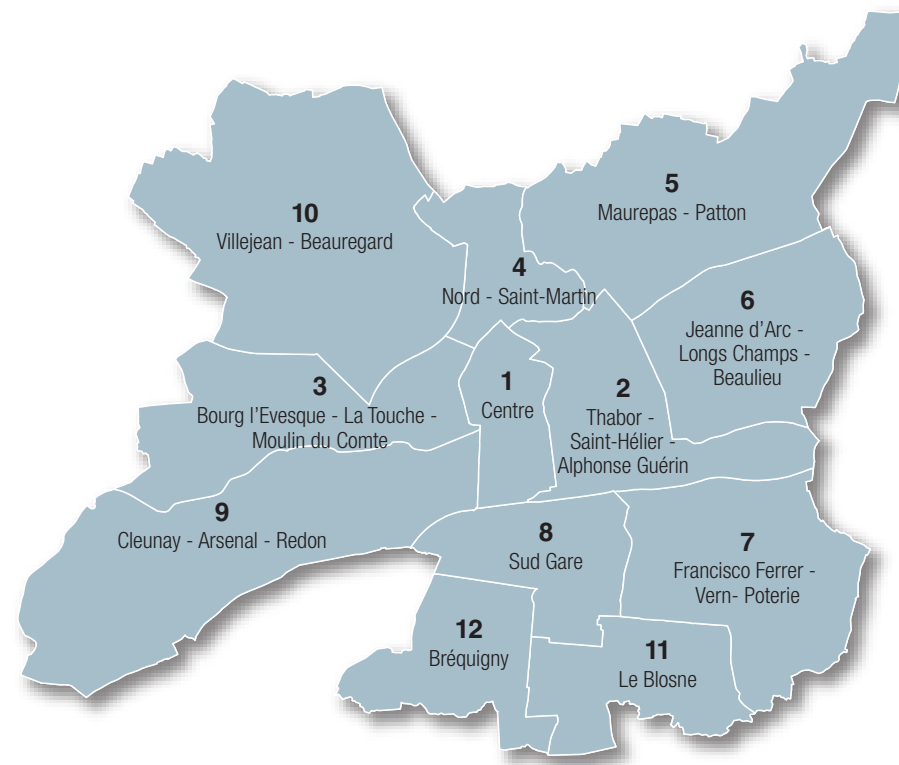 5
Maurepas - Patton
10
Villejean - Beauregard
4
Nord - Saint-Martin
6
Jeanne d'Arc -
Longs Champs -
Beaulieu
3
Bourg l'Evesque - La Touche -
Moulin du Comte
1
Centre
2
Thabor -
Saint-Hélier -
Alphonse Guérin
9
Cleunay - Arsenal - Redon
8
Sud Gare
7
Francisco Ferrer -
Vern- Poterie
12
Bréquigny
11
Le Blosne